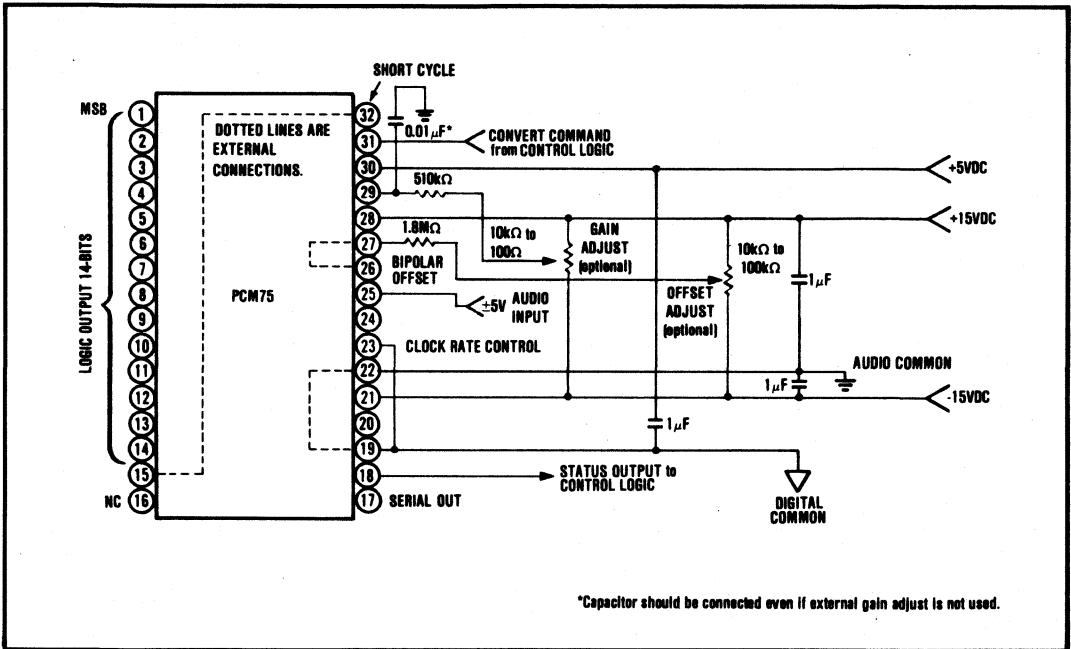 SHORT CYCLE
MSB
1
2
3
4
5
6
7
8
9
10
11
12
13
14
15
NC 16
LOGIC OUTPUT 14-BITS
DOTTED LINES ARE
EXTERNAL
CONNECTIONS.
PCM75
32
31
30
29
28
27
26
25
24
23
22
21
20
19
18
17 SERIAL OUT
0.01µF*
CONVERT COMMAND
from CONTROL LOGIC
+5VDC
510kΩ
+15VDC
1.8MΩ
BIPOLAR
OFFSET
10kΩ to
100Ω
GAIN
ADJUST
(optional)
10kΩ to
100kΩ
OFFSET
ADJUST
(optional)
1µF
±5V AUDIO
INPUT
CLOCK RATE CONTROL
AUDIO COMMON
1µF
-15VDC
1µF
STATUS OUTPUT to
CONTROL LOGIC
DIGITAL
COMMON
*Capacitor should be connected even if external gain adjust is not used.